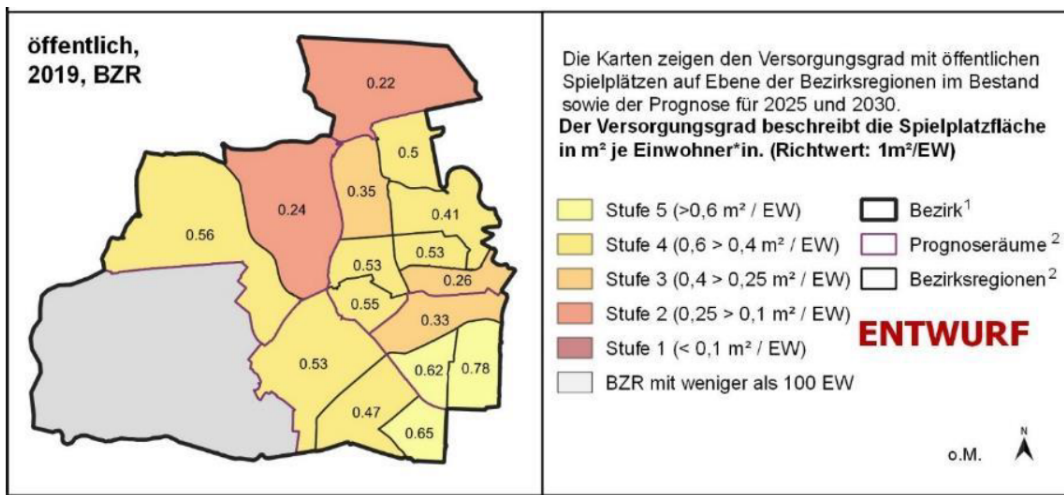 öffentlich,
2019, BZR
0.22
0.5
0.35
0.24
0.41
0.56
0.53
0.53
0.26
0.55
0.33
0.53
0.62
0.78
0.47
0.65
Die Karten zeigen den Versorgungsgrad mit öffentlichen
Spielplätzen auf Ebene der Bezirksregionen im Bestand
sowie der Prognose für 2025 und 2030.
Der Versorgungsgrad beschreibt die Spielplatzfläche
in m² je Einwohner*in. (Richtwert: 1m²/EW)
Stufe 5 (>0,6 m² / EW)
Stufe 4 (0,6 > 0,4 m² / EW)
Stufe 3 (0,4 > 0,25 m² / EW)
Stufe 2 (0,25 > 0,1 m² / EW)
Stufe 1 (< 0,1 m² / EW)
BZR mit weniger als 100 EW
Bezirk¹
Prognoseräume ²
Bezirksregionen²
ENTWURF
N
o.M.